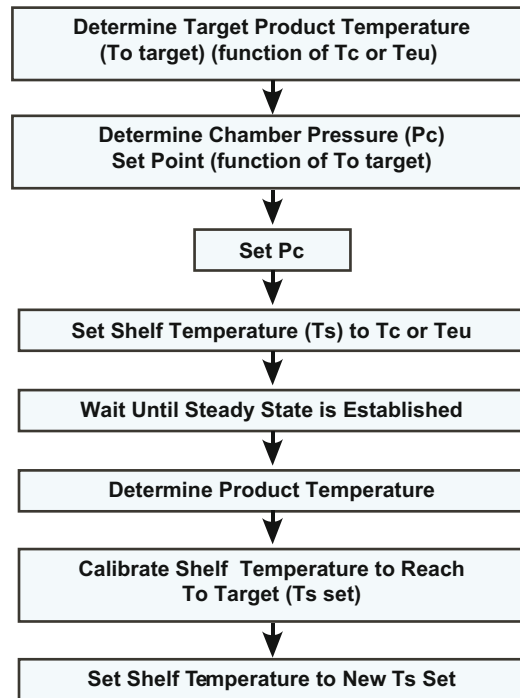 Determine Target Product Temperature
(To target) (function of Tc or Teu)
Determine Chamber Pressure (Pc)
Set Point (function of To target)
Set Pc
Set Shelf Temperature (Ts) to Tc or Teu
Wait Until Steady State is Established
Determine Product Temperature
Calibrate Shelf Temperature to Reach
To Target (Ts set)
Set Shelf Temperature to New Ts Set